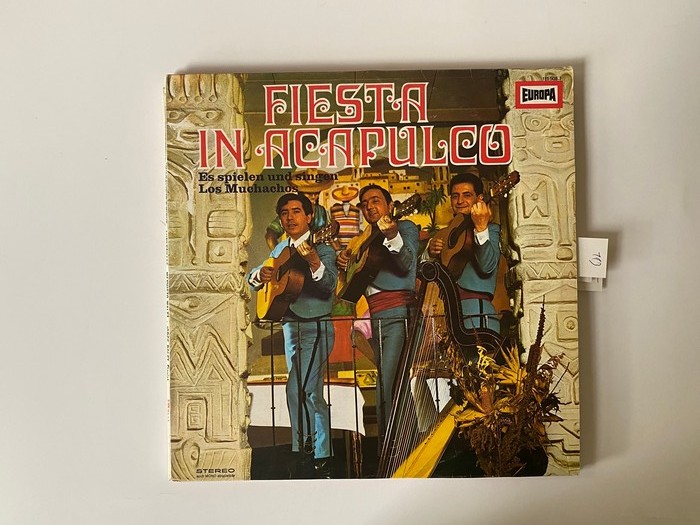 FIESTA
EUROPA
IN ACAPULCO
Es spielen und singen
Los Muchachos
STEREO